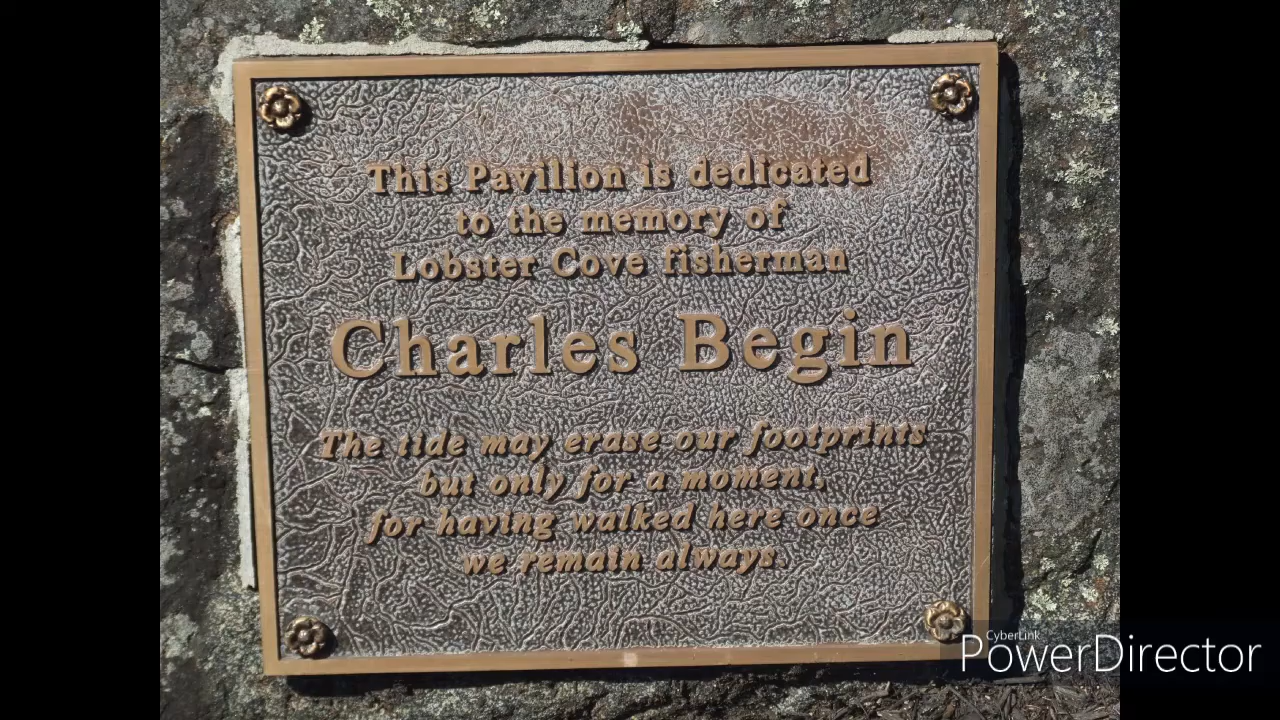 This Pavilion is dedicated
to the memory of
Lobster Cove fisherman
Charles Begin
The tide may erase our footprints
but only for a moment,
for having walked here once
we remain always.
CyberLink
PowerDirector